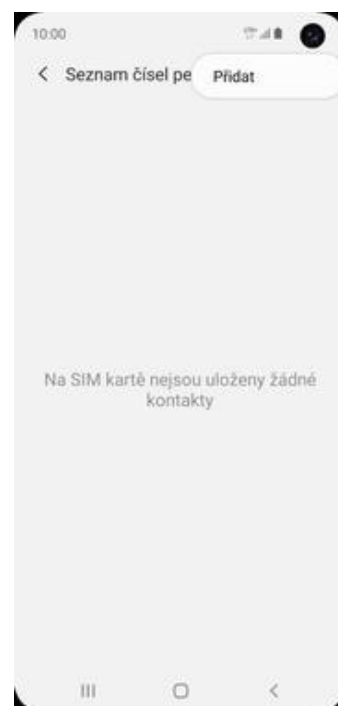 10:00
Seznam čísel pe
Přidat
Na SIM kartě nejsou uloženy žádné
kontakty